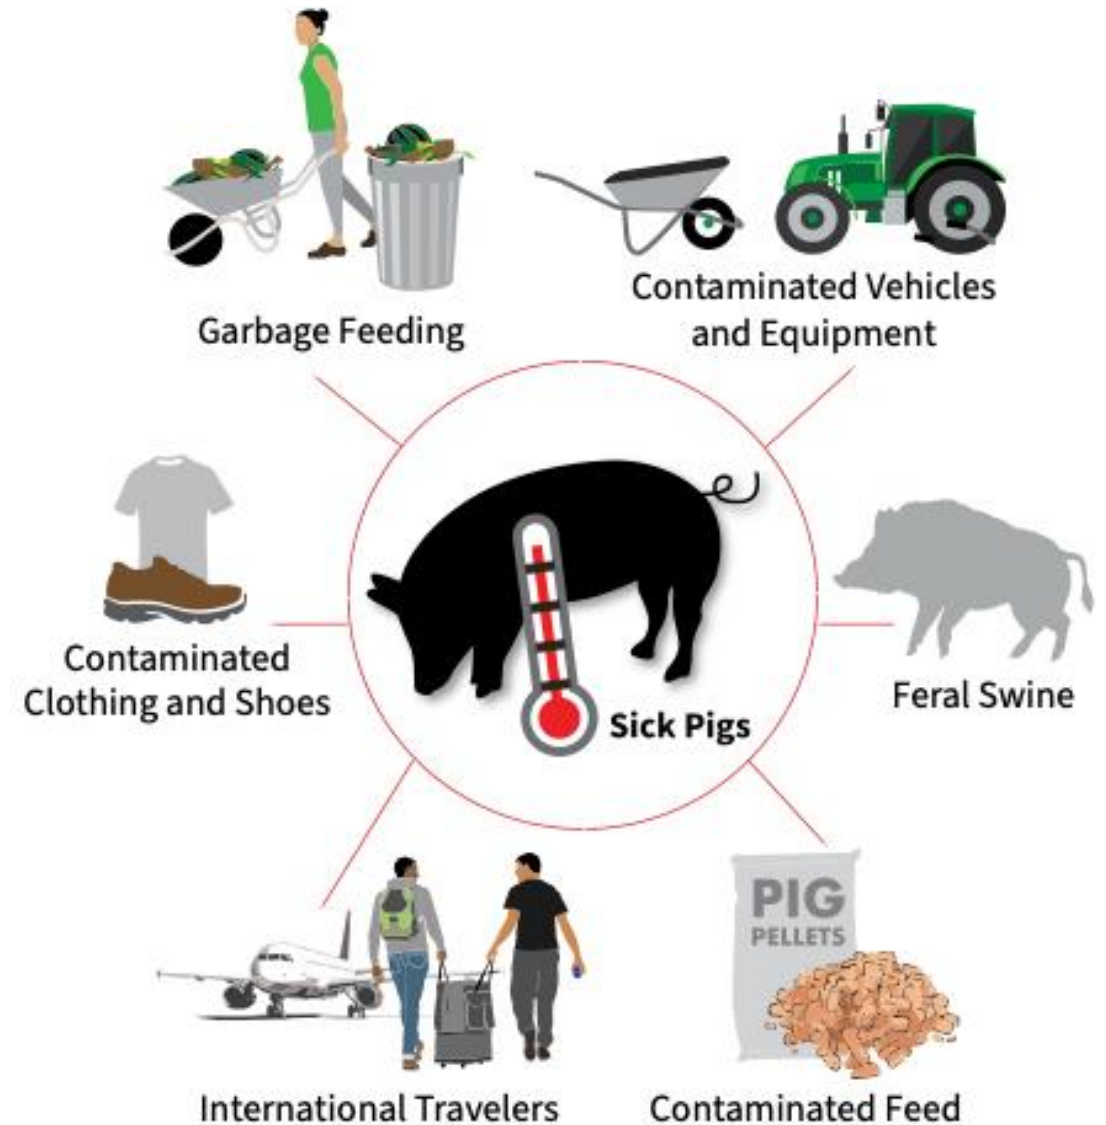 Garbage Feeding
Contaminated Vehicles
and Equipment
Contaminated
Clothing and Shoes
Sick Pigs
Feral Swine
PIG
PELLETS
International Travelers
Contaminated Feed